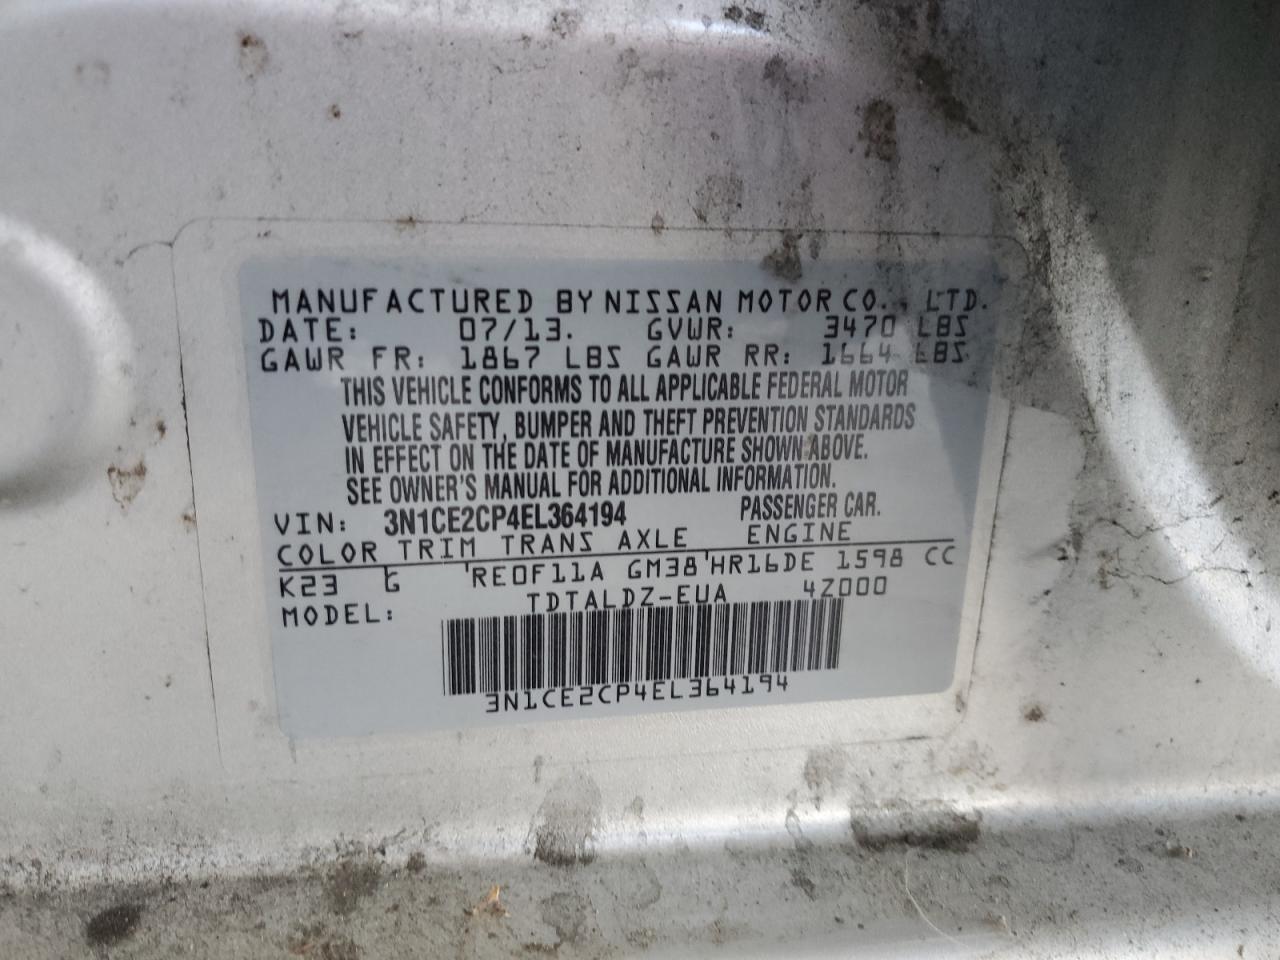 MANUFACTURED BY NISSAN MOTOR CO., LTD.
DATE: 07/13. GVWR: 3470 LBS
GAWR FR: 1867 LBS GAWR RR: 1664 LBS
THIS VEHICLE CONFORMS TO ALL APPLICABLE FEDERAL MOTOR
VEHICLE SAFETY, BUMPER AND THEFT PREVENTION STANDARDS
IN EFFECT ON THE DATE OF MANUFACTURE SHOWN ABOVE.
SEE OWNER'S MANUAL FOR ADDITIONAL INFORMATION.
VIN: 3N1CE2CP4EL364194 PASSENGER CAR.
COLOR TRIM TRANS AXLE ENGINE
K23 G RE0F11A GM38 HR16DE 1598 CC
MODEL: TDTALDZ-EUA 4Z000
3N1CE2CP4EL364194